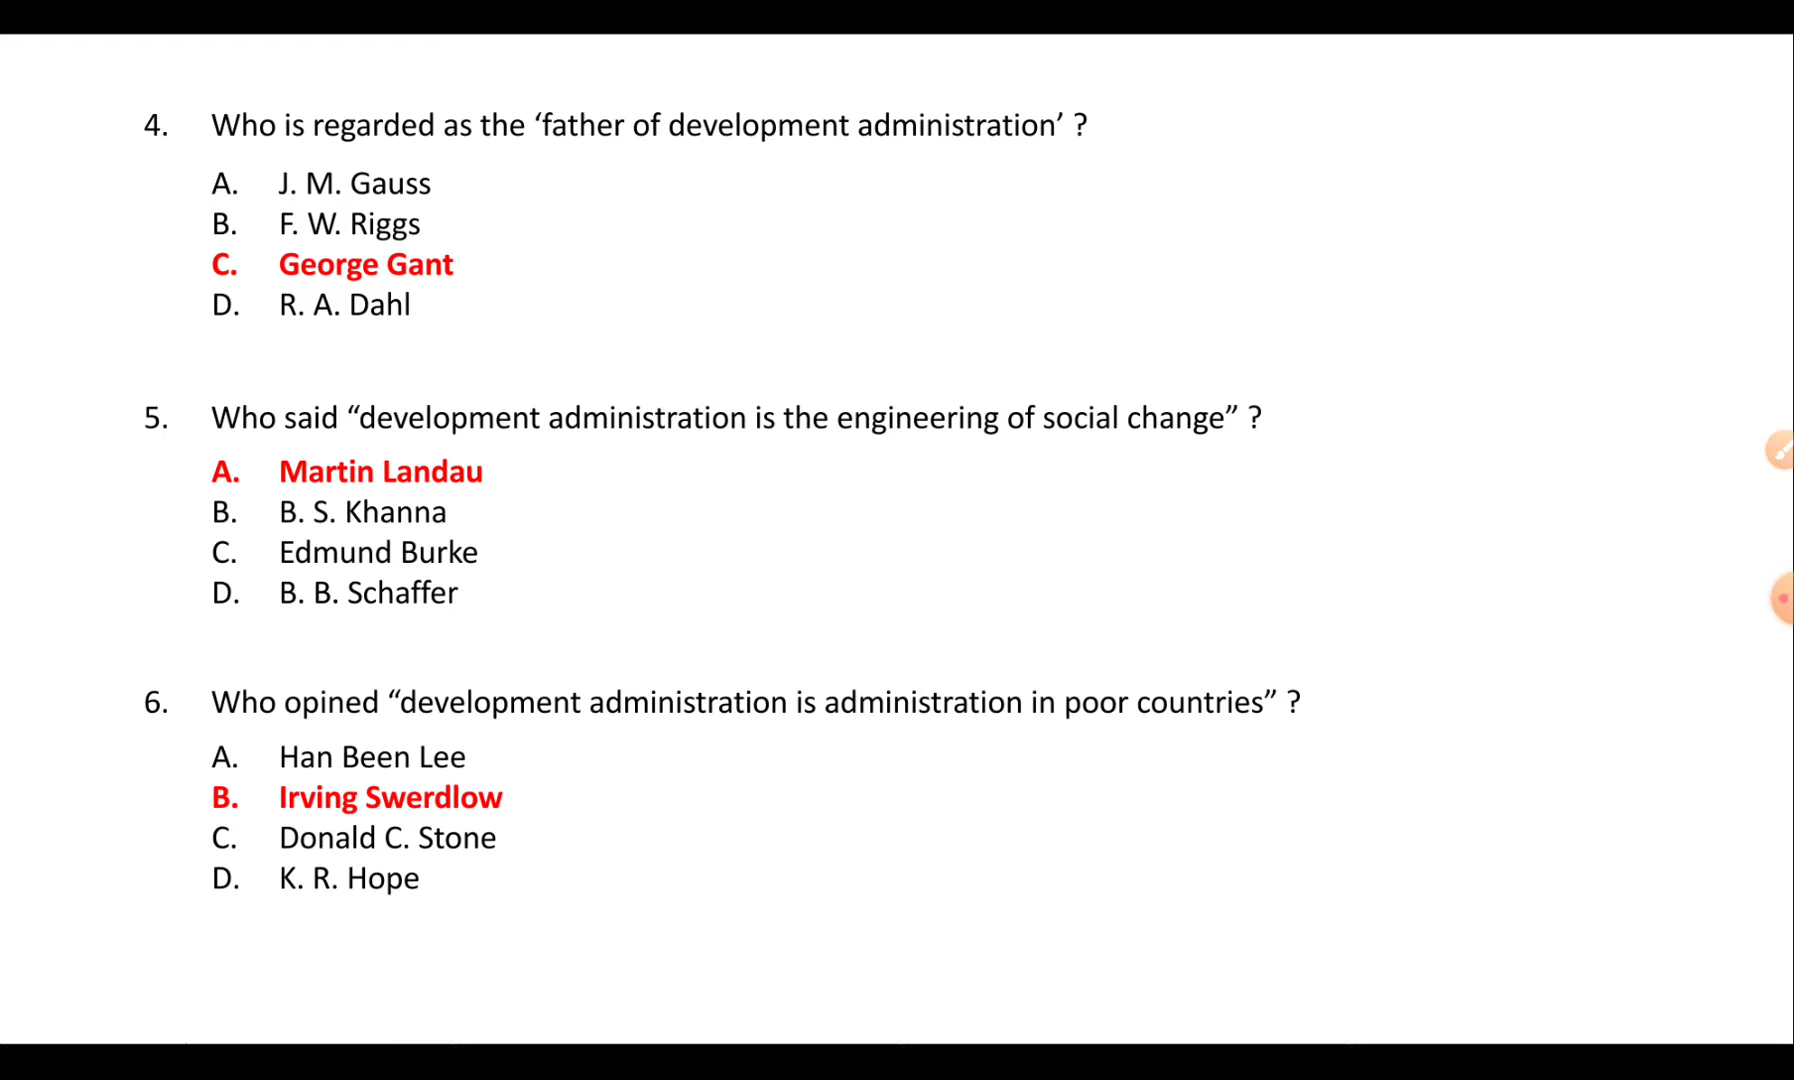 4. Who is regarded as the ‘father of development administration’ ?
A. J. M. Gauss
B. F. W. Riggs
C. George Gant
D. R. A. Dahl
5. Who said “development administration is the engineering of social change” ?
A. Martin Landau
B. B. S. Khanna
C. Edmund Burke
D. B. B. Schaffer
6. Who opined “development administration is administration in poor countries” ?
A. Han Been Lee
B. Irving Swerdlow
C. Donald C. Stone
D. K. R. Hope